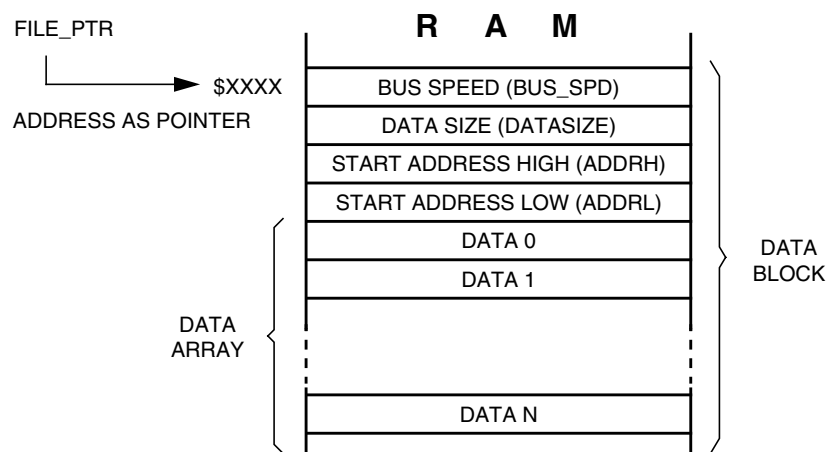 R A M
FILE_PTR
$XXXX
ADDRESS AS POINTER
BUS SPEED (BUS_SPD)
DATA SIZE (DATASIZE)
START ADDRESS HIGH (ADDRH)
START ADDRESS LOW (ADDRL)
DATA 0
DATA 1
DATA
BLOCK
DATA
ARRAY
DATA N